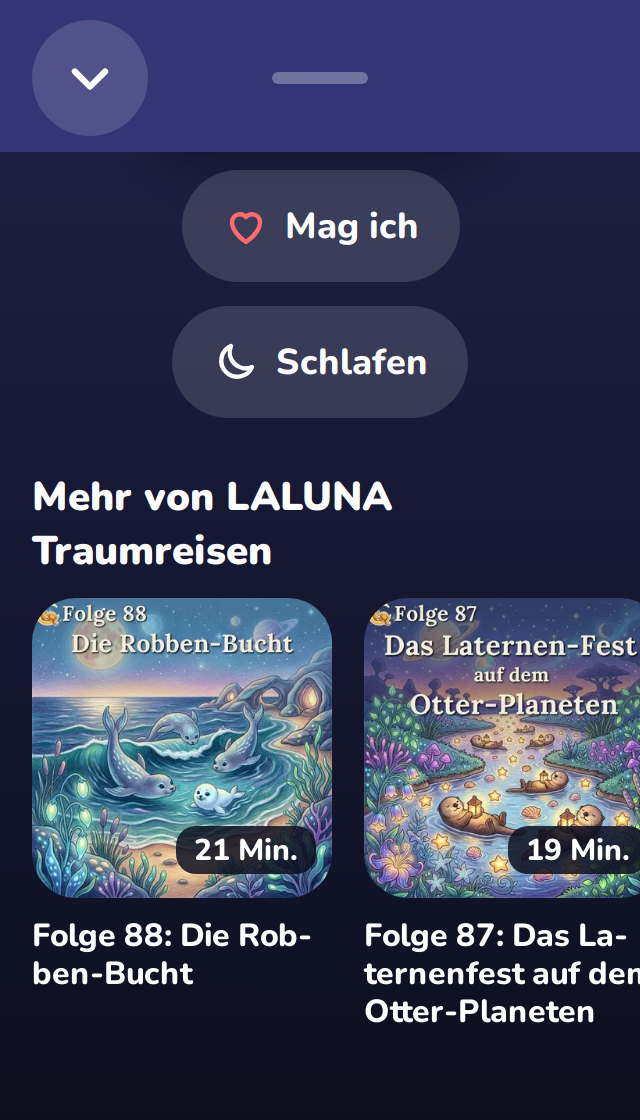 Mag ich
Schlafen
Mehr von LALUNA
Traumreisen
Folge 88
Die Robben-Bucht
21 Min.
Folge 88: Die Rob-
ben-Bucht
Folge 87
Das Laternen-Fest
auf dem
Otter-Planeten
19 Min.
Folge 87: Das La-
ternenfest auf dem
Otter-Planeten